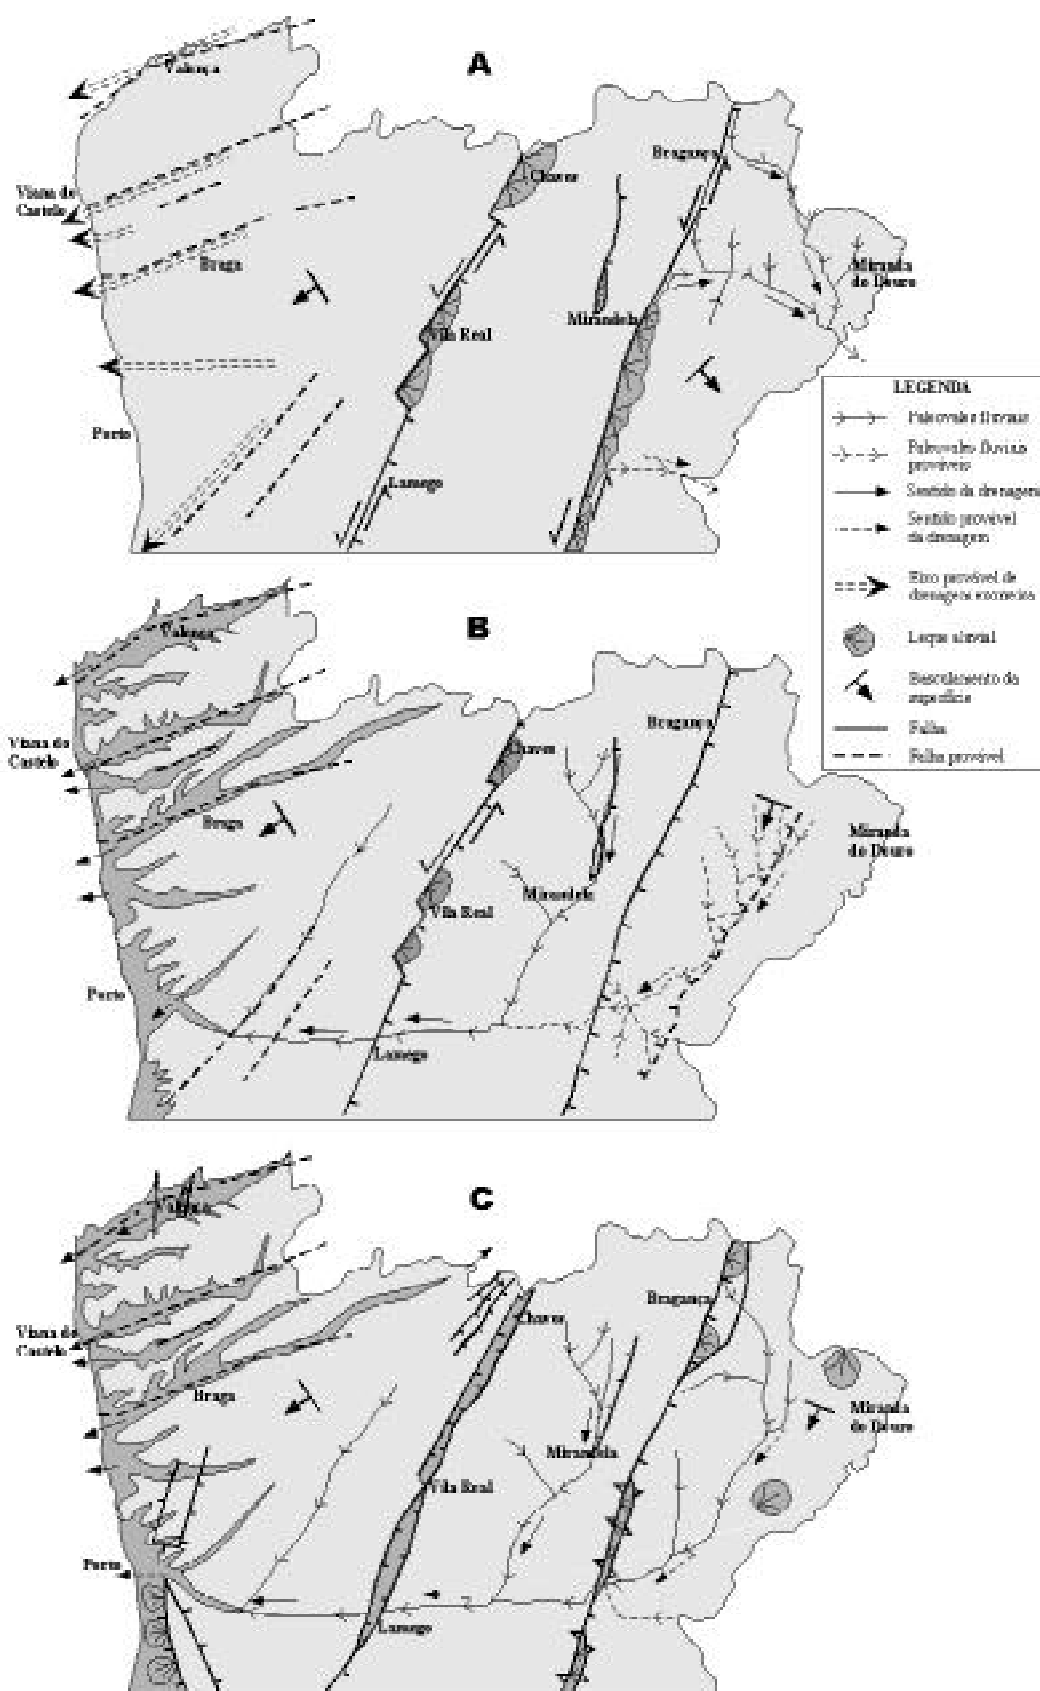 A
Valença
Chaves
Bragança
Viana do
Castelo
Braga
Miranda
do Douro
Mirandela
Vila Real
Porto
Lamego
LEGENDA
Paleovales fluviais
Paleovales fluviais
prováveis
Sentido da drenagem
Sentido provável
da drenagem
Eixo provável de
drenagem exorreica
Leque aluvial
Basculamento da
superfície
Falha
Falha provável
B
Valença
Bragança
Viana do
Castelo
Chaves
Braga
Miranda
do Douro
Mirandela
Vila Real
Porto
Lamego
C
Valença
Bragança
Chaves
Viana do
Castelo
Braga
Miranda
do Douro
Mirandela
Vila Real
Porto
Lamego